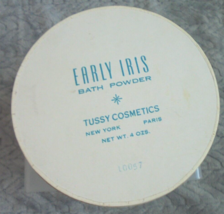 EARLY IRIS
BATH POWDER
TUSSY COSMETICS
NEW YORK PARIS
NET WT. 4 OZS.